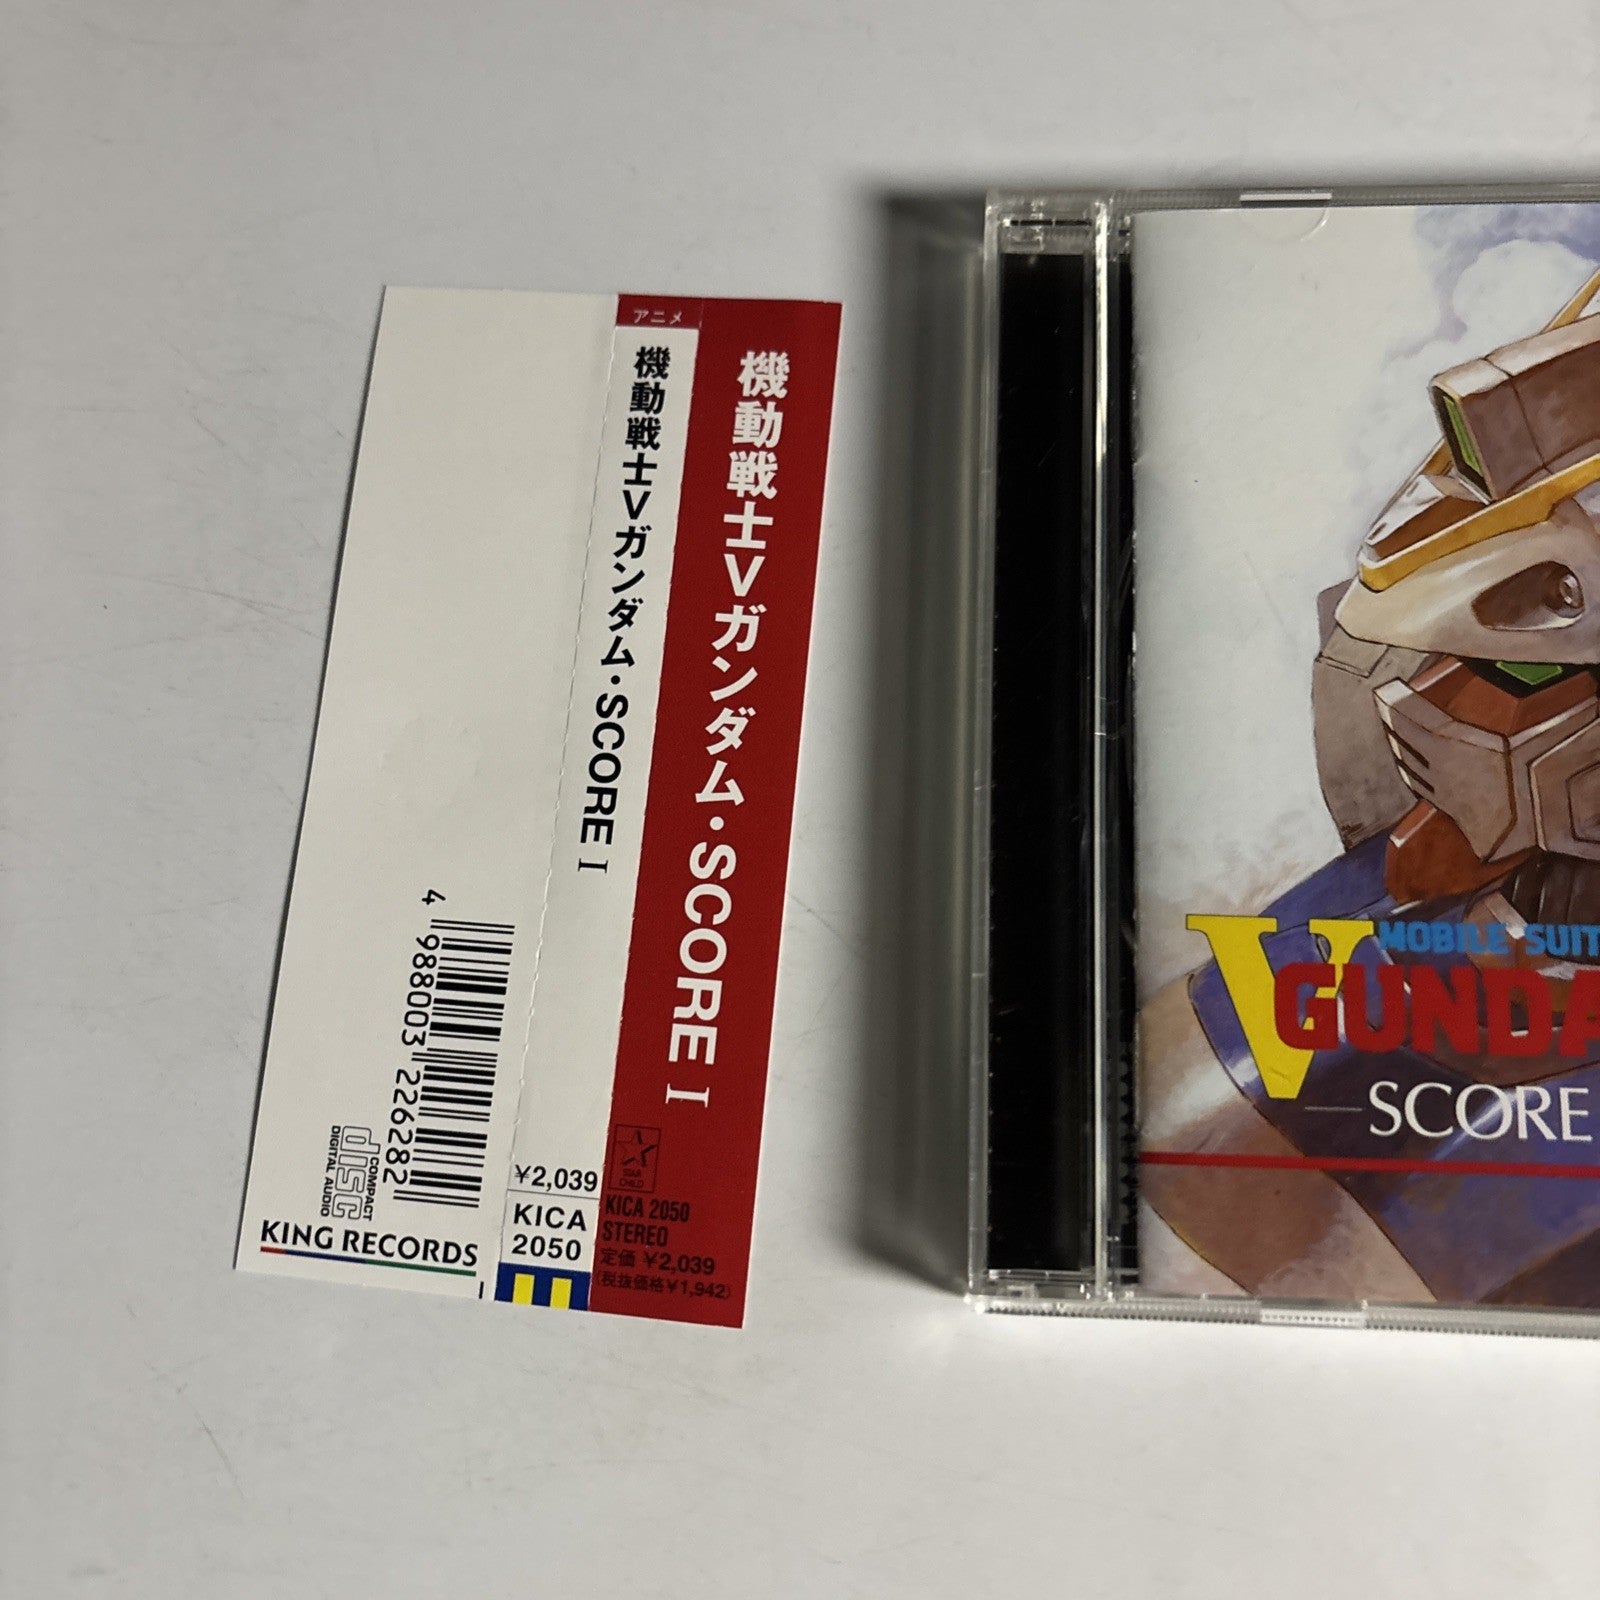 アニメ
機動戦士Vガンダム・SCORE I
機動戦士Vガンダム・SCORE I
4 988003 226282
COMPACT
disc
DIGITAL AUDIO
KING RECORDS
¥2,039
KICA
2050
STAR
CHILD
KICA 2050
STEREO
定価 ¥2,039
(税抜価格¥1,942)
V
MOBILE SUIT
GUNDA
SCORE